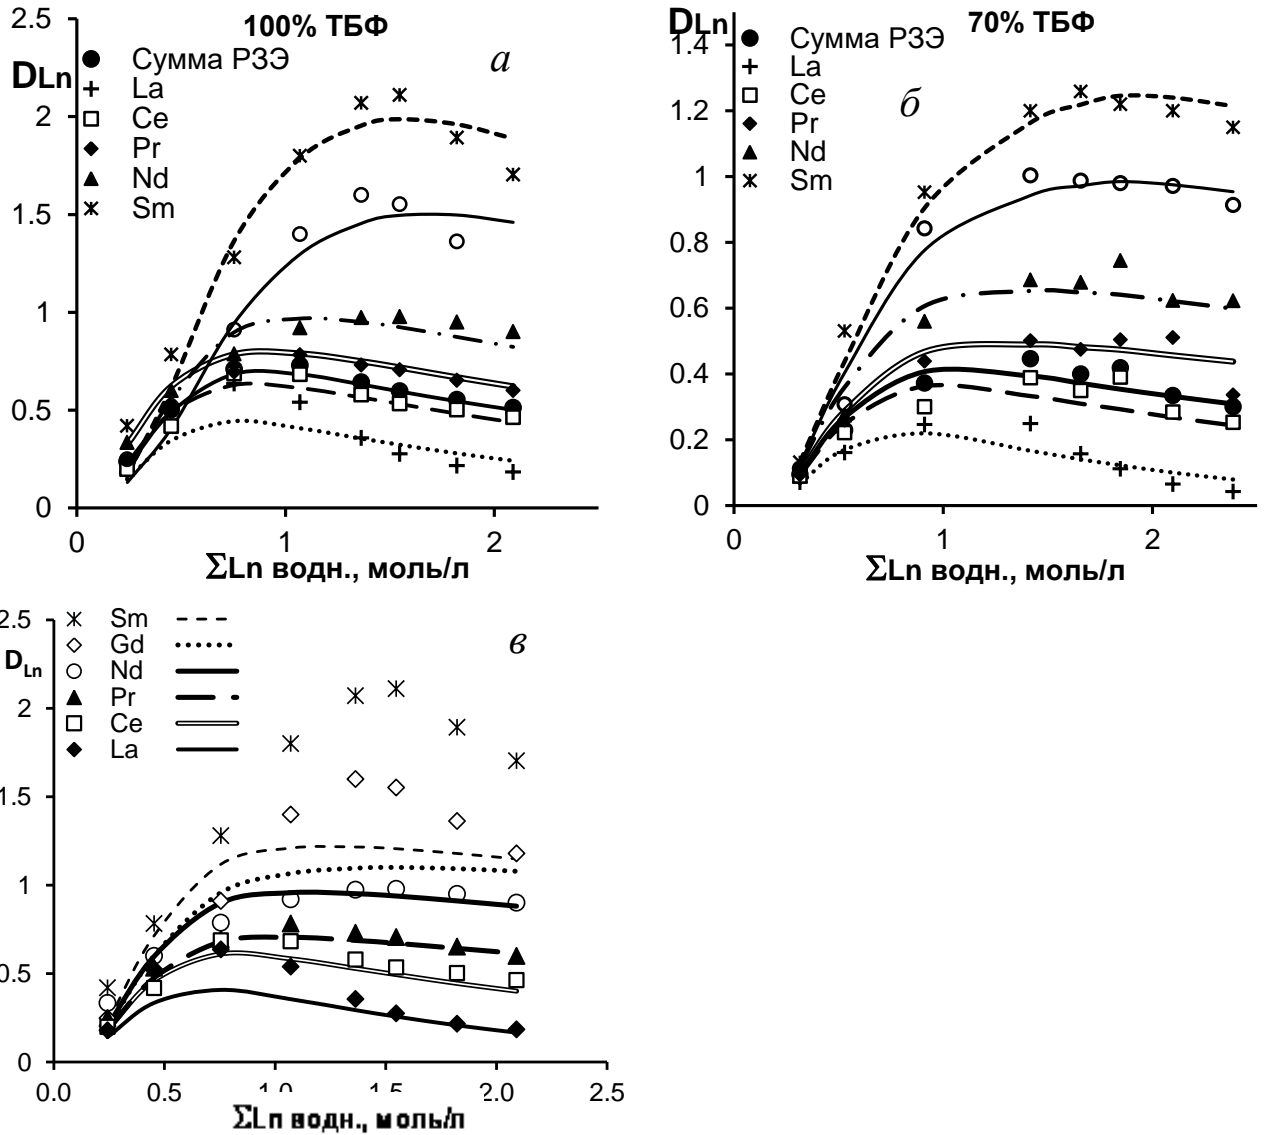 2.5
100% ТБФ
а
Сумма РЗЭ
DLn
La
Ce
2
Pr
Nd
Sm
1.5
1
0.5
0
0
1
2
ΣLn водн., моль/л
DLn
70% ТБФ
1.4
Сумма РЗЭ
La
б
Ce
1.2
Pr
Nd
Sm
1
0.8
0.6
0.4
0.2
0
0
1
2
ΣLn водн., моль/л
2.5
Sm
Gd
в
DLn
Nd
Pr
2
Ce
La
1.5
1
0.5
0
0.0
0.5
1.0
1.5
2.0
2.5
ΣLn водн., моль/л